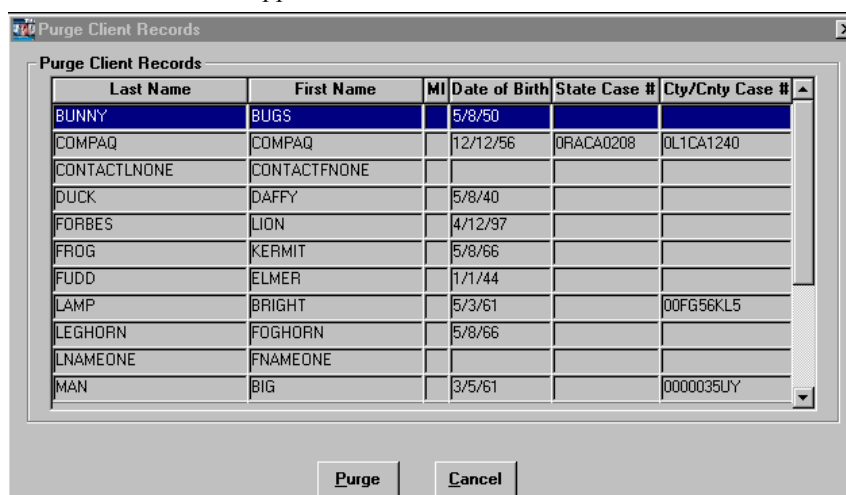 Purge Client Records
Purge Client Records
Last Name First Name MI Date of Birth State Case # Cty/Cnty Case #
BUNNY BUGS 5/8/50
COMPAQ COMPAQ 12/12/56 0RACA0208 0L1CA1240
CONTACTLNONE CONTACTFNONE
DUCK DAFFY 5/8/40
FORBES LION 4/12/97
FROG KERMIT 5/8/66
FUDD ELMER 1/1/44
LAMP BRIGHT 5/3/61 00FG56KL5
LEGHORN FOGHORN 5/8/66
LNAMEONE FNAMEONE
MAN BIG 3/5/61 0000035UY
Purge Cancel